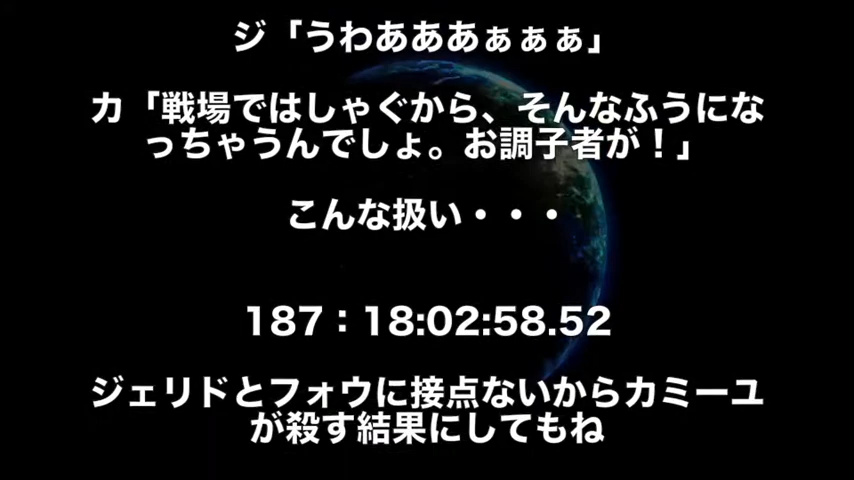 ジ「うわああああぁぁぁ」
カ「戦場ではしゃぐから、そんなふうにな
っちゃうんでしょ。お調子者が！」
こんな扱い・・・
187：18:02:58.52
ジェリドとフォウに接点ないからカミーユ
が殺す結果にしてもね